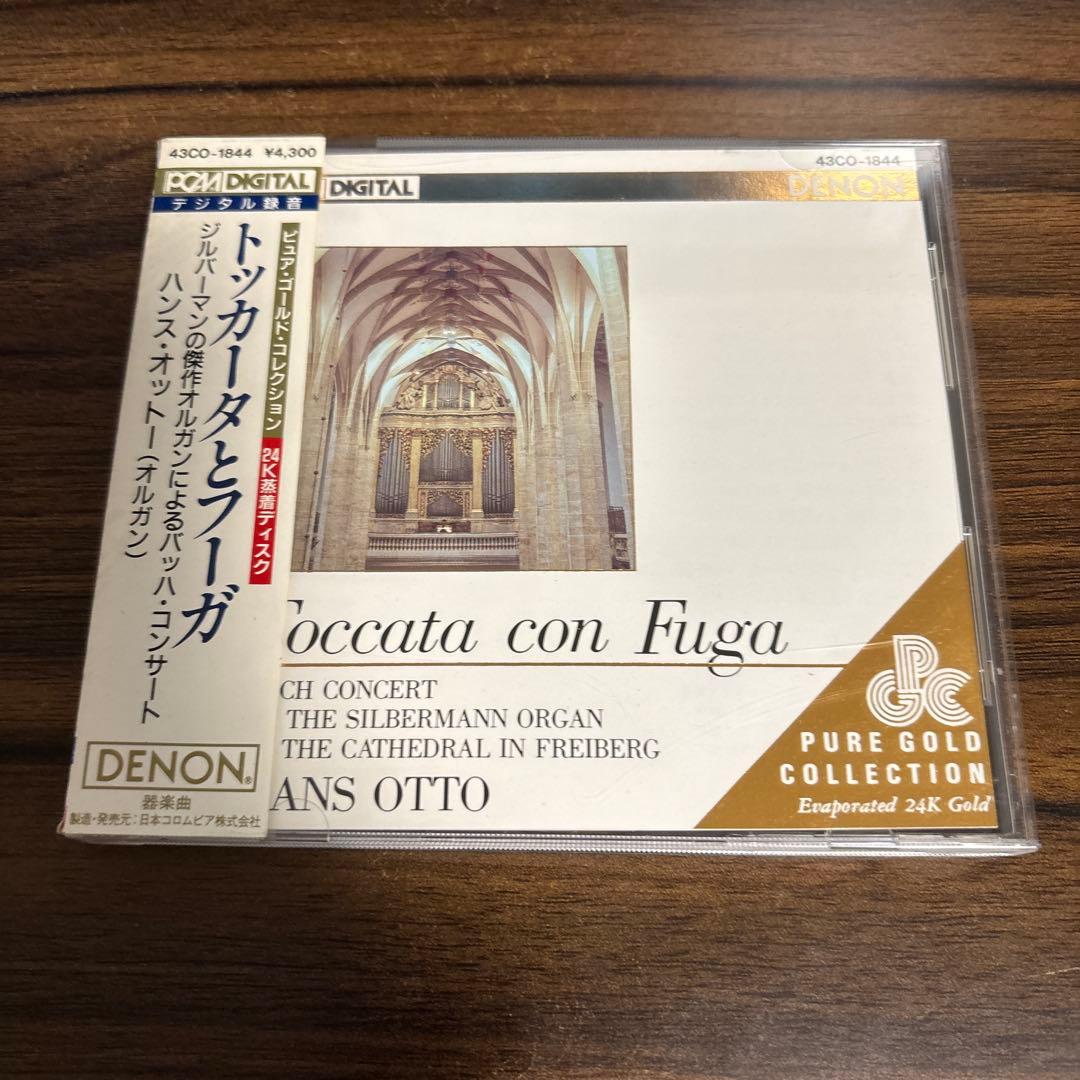 43CO-1844 ¥4,300
PCM DIGITAL
デジタル録音
ピュア・ゴールド・コレクション
24K蒸着ディスク
トッカータとフーガ
ジルバーマンの傑作オルガンによるバッハ・コンサート
ハンス・オットー(オルガン)
DENON®
器楽曲
製造・発売元:日本コロムビア株式会社
43CO-1844
DIGITAL
DENON
Toccata con Fuga
CH CONCERT
THE SILBERMANN ORGAN
THE CATHEDRAL IN FREIBERG
ANS OTTO
PGC
PURE GOLD
COLLECTION
Evaporated 24K Gold